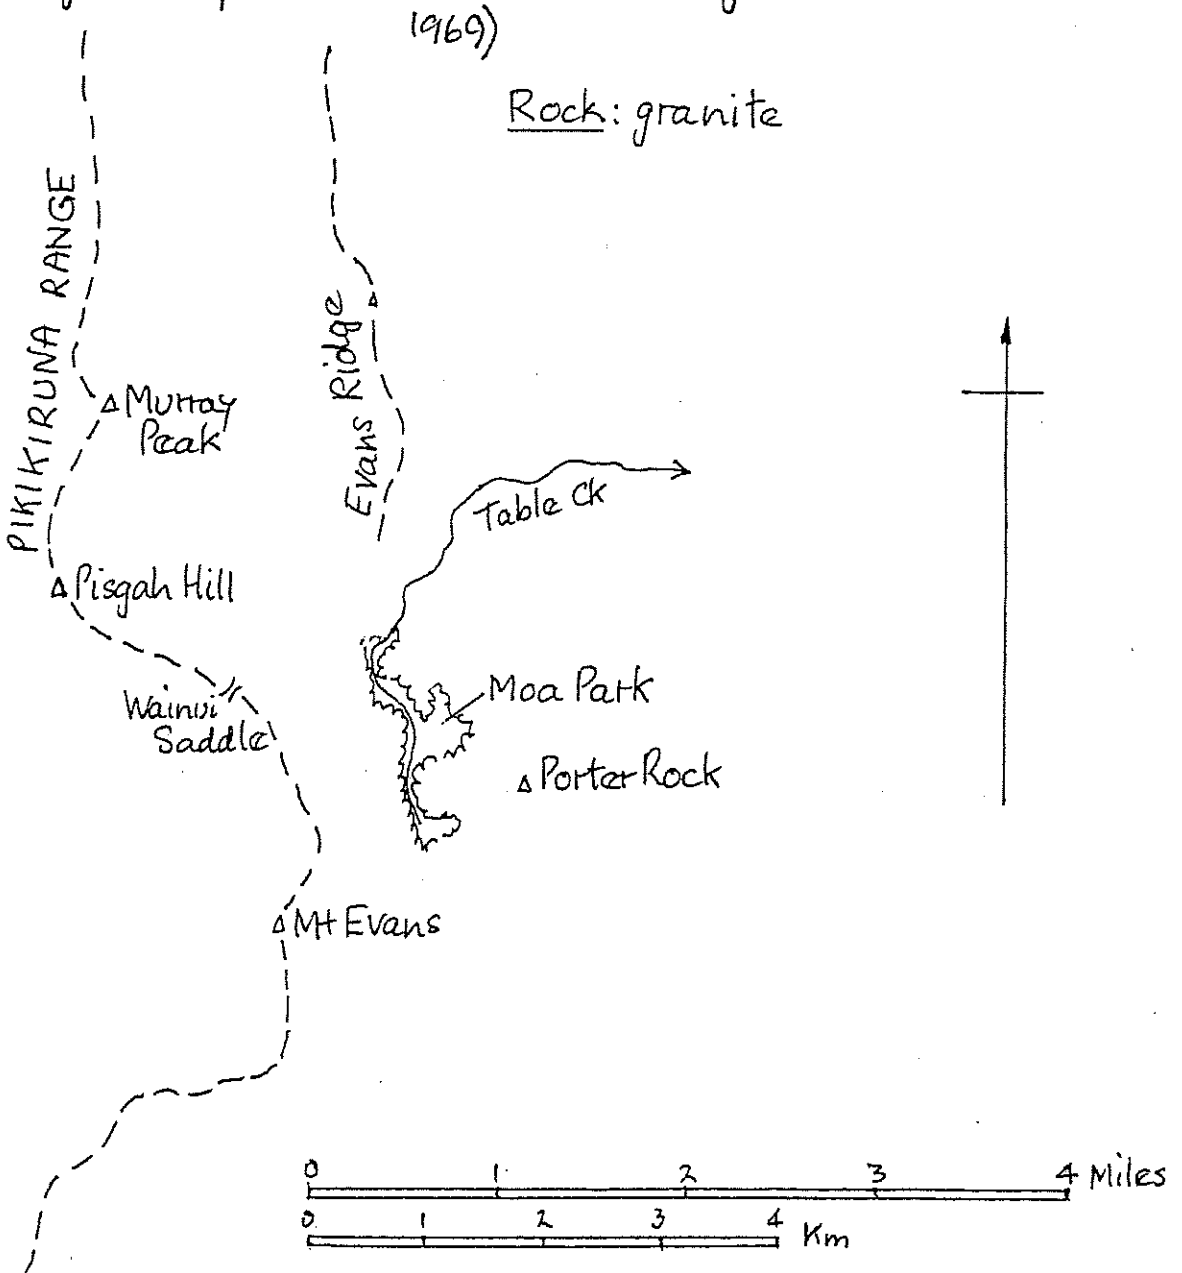 1969)
Rock: granite
PIKIKIRUNA RANGE
Evans Ridge
Murray
Peak
Table Ck
Pisgah Hill
Moa Park
Wainui
Saddle
Porter Rock
Mt Evans
0 1 2 3 4 Miles
0 1 2 3 4 Km